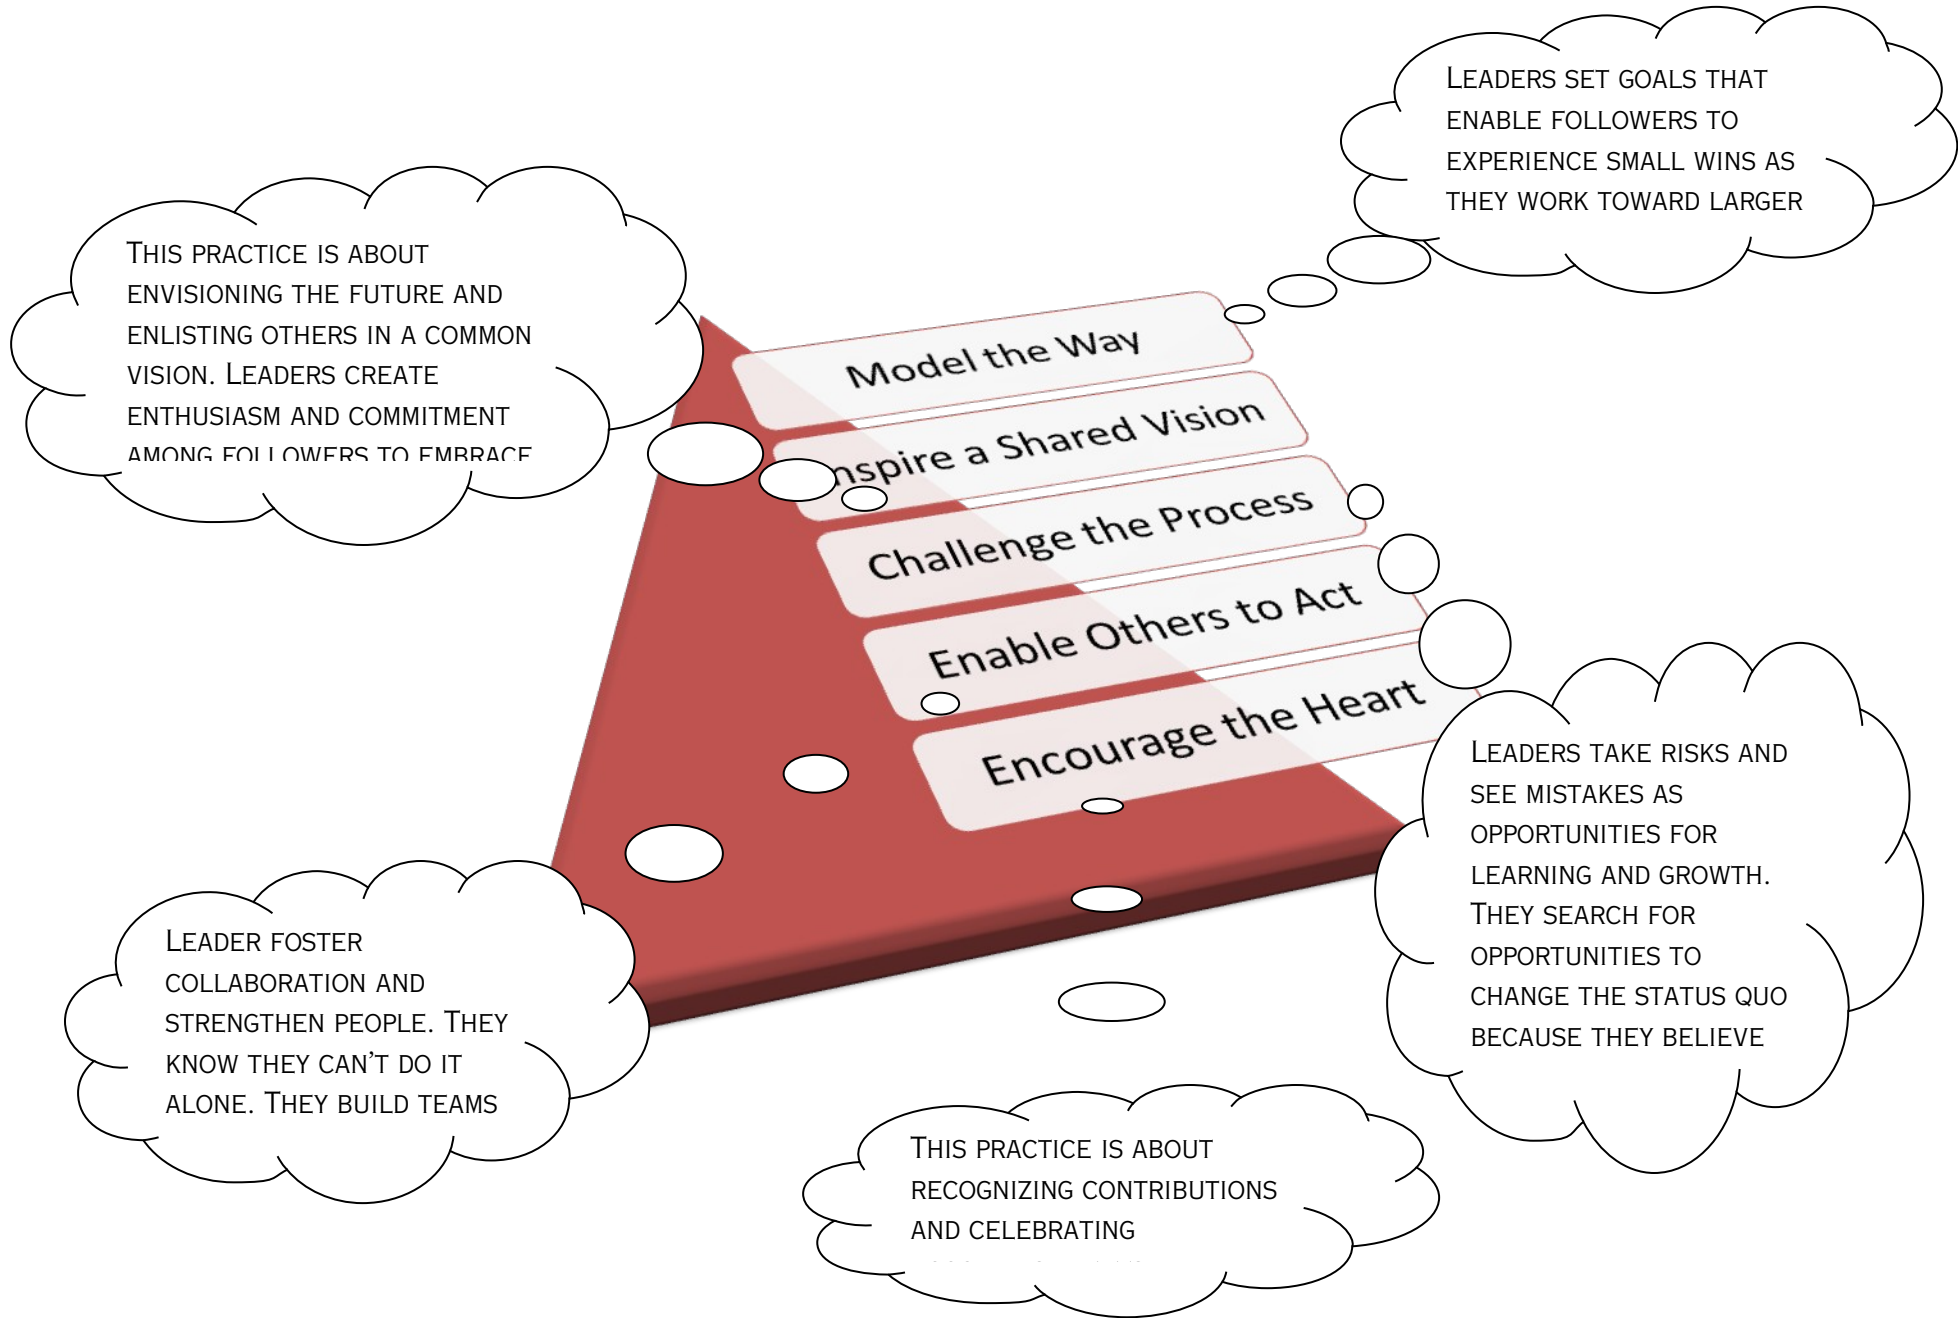 LEADERS SET GOALS THAT
ENABLE FOLLOWERS TO
EXPERIENCE SMALL WINS AS
THEY WORK TOWARD LARGER
THIS PRACTICE IS ABOUT
ENVISIONING THE FUTURE AND
ENLISTING OTHERS IN A COMMON
VISION. LEADERS CREATE
ENTHUSIASM AND COMMITMENT
AMONG FOLLOWERS TO EMBRACE
Model the Way
nspire a Shared Vision
Challenge the Process
Enable Others to Act
Encourage the Heart
LEADERS TAKE RISKS AND
SEE MISTAKES AS
OPPORTUNITIES FOR
LEARNING AND GROWTH.
THEY SEARCH FOR
OPPORTUNITIES TO
CHANGE THE STATUS QUO
BECAUSE THEY BELIEVE
LEADER FOSTER
COLLABORATION AND
STRENGTHEN PEOPLE. THEY
KNOW THEY CAN'T DO IT
ALONE. THEY BUILD TEAMS
THIS PRACTICE IS ABOUT
RECOGNIZING CONTRIBUTIONS
AND CELEBRATING